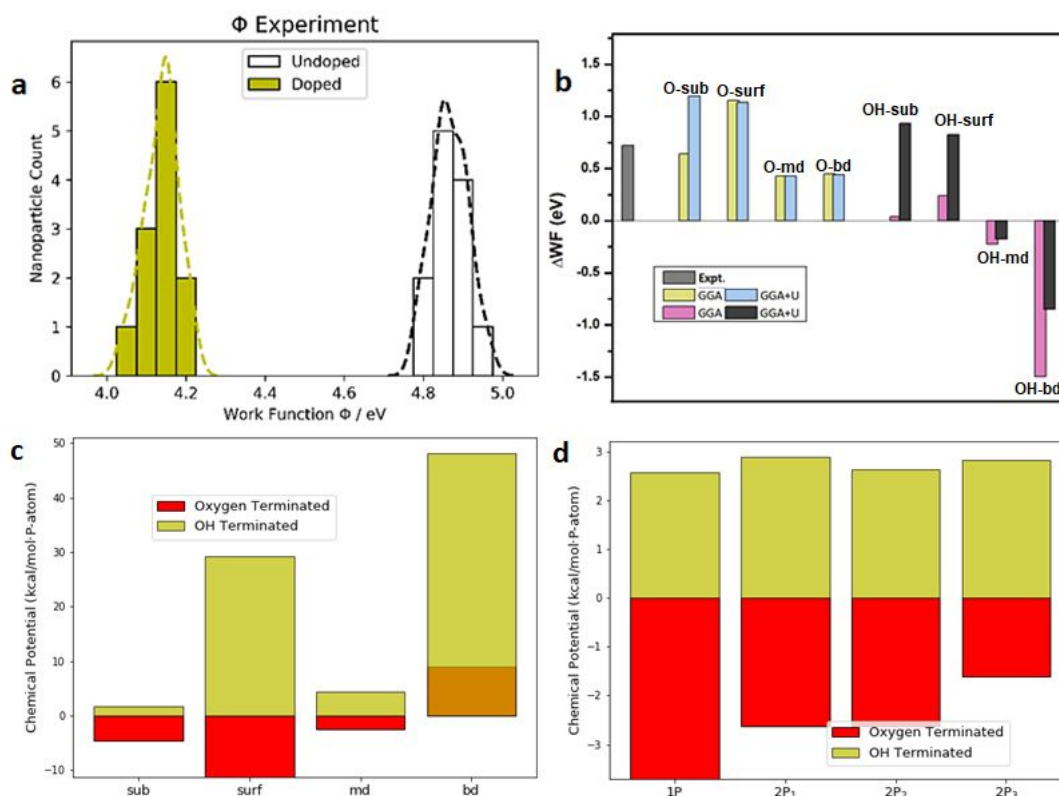 Φ Experiment
a
Undoped
Doped
Nanoparticle Count
6
5
4
3
2
1
0
4.0
4.2
4.4
4.6
4.8
5.0
Work Function Φ / eV
b
ΔWF (eV)
1.5
1.0
0.5
0.0
-0.5
-1.0
-1.5
O-sub
O-surf
O-md
O-bd
OH-sub
OH-surf
OH-md
OH-bd
Expt.
GGA
GGA+U
GGA
GGA+U
c
Chemical Potential (kcal/mol·P-atom)
50
40
30
20
10
0
−10
Oxygen Terminated
OH Terminated
sub
surf
md
bd
d
Chemical Potential (kcal/mol·P-atom)
3
2
1
0
−1
−2
−3
Oxygen Terminated
OH Terminated
1P
2P₁
2P₂
2P₃